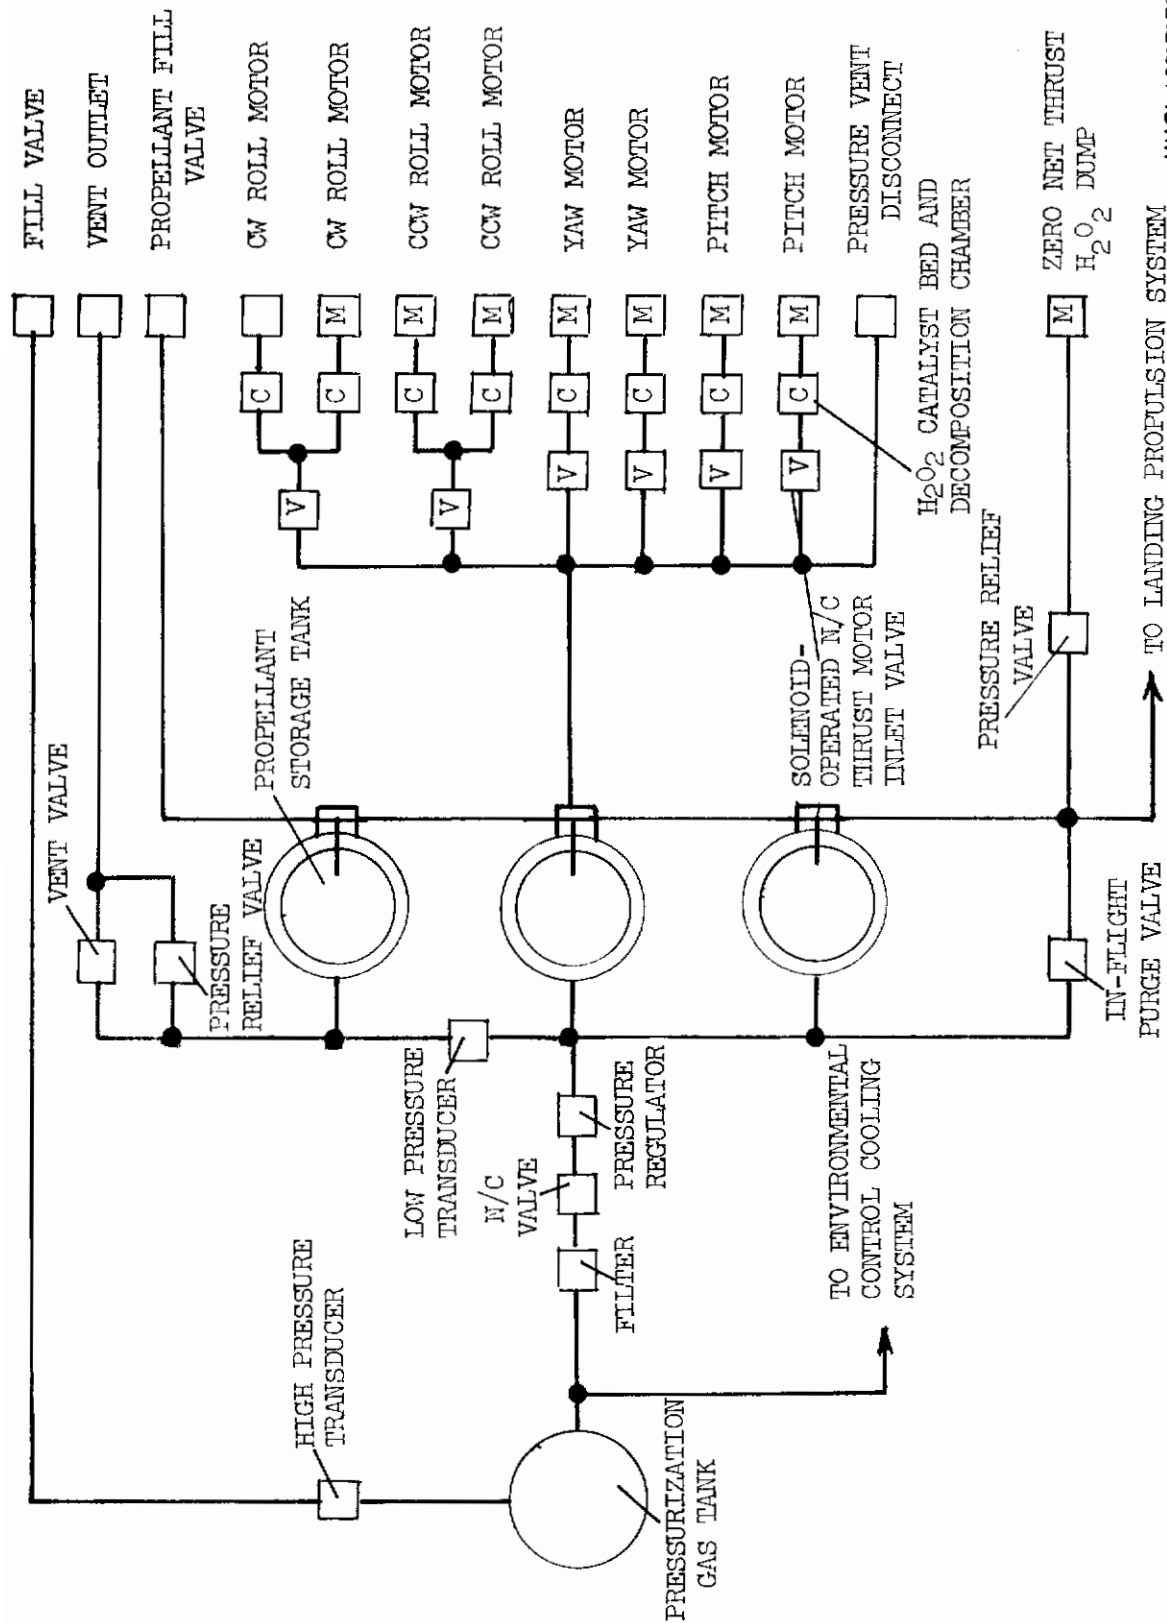 FILL VALVE
VENT OUTLET
PROPELLANT FILL
VALVE
CW ROLL MOTOR
CW ROLL MOTOR
CCW ROLL MOTOR
CCW ROLL MOTOR
YAW MOTOR
YAW MOTOR
PITCH MOTOR
PITCH MOTOR
PRESSURE VENT
DISCONNECT
ZERO NET THRUST
H2O2 DUMP
C
C M
V
C M
C M
V
V C M
V C M
V C M
V C M
M
H2O2 CATALYST BED AND
DECOMPOSITION CHAMBER
VENT VALVE
PRESSURE
RELIEF VALVE
PROPELLANT
STORAGE TANK
SOLENOID-
OPERATED N/C
THRUST MOTOR
INLET VALVE
PRESSURE RELIEF
VALVE
TO LANDING PROPULSION SYSTEM
IN-FLIGHT
PURGE VALVE
LOW PRESSURE
TRANSDUCER
N/C
VALVE
PRESSURE
REGULATOR
FILTER
TO ENVIRONMENTAL
CONTROL COOLING
SYSTEM
HIGH PRESSURE
TRANSDUCER
PRESSURIZATION
GAS TANK